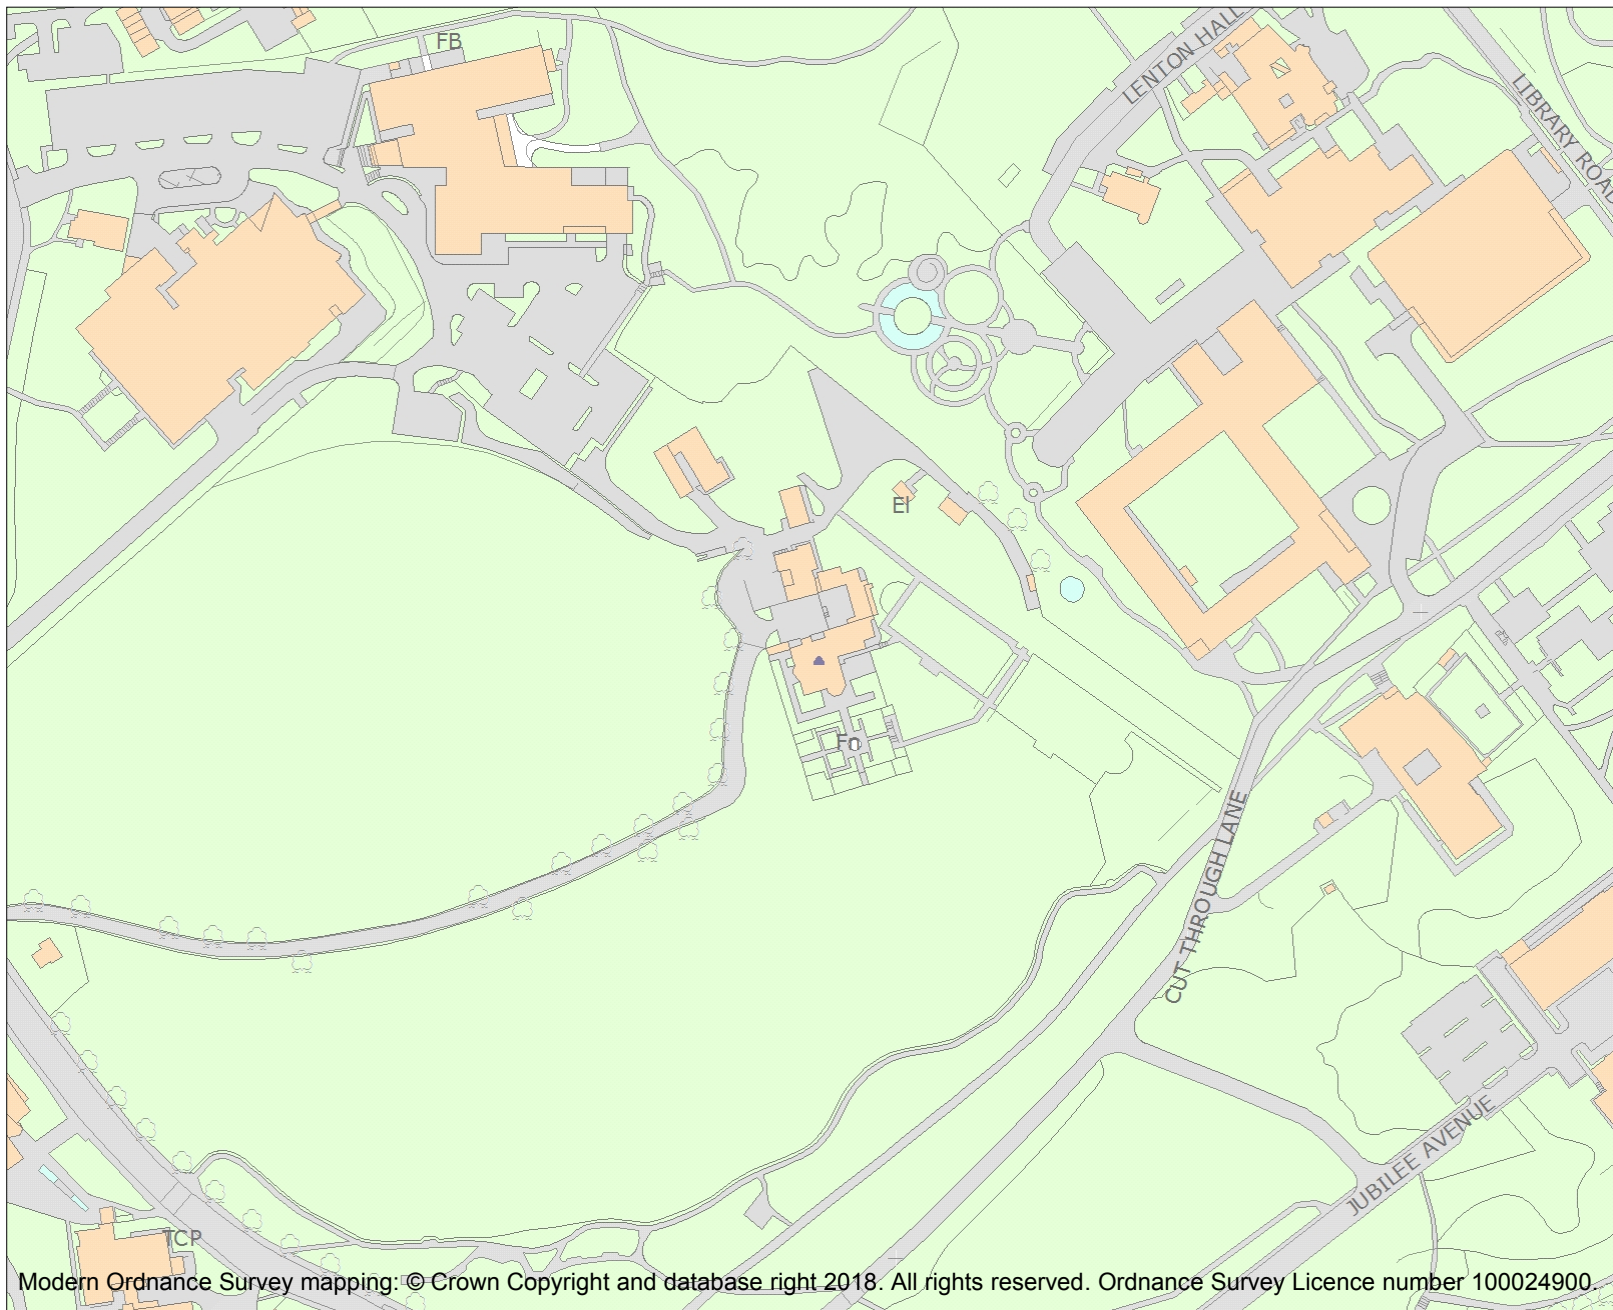 FB
LENTON HALL
LIBRARY ROAD
El
Fn
CUT THROUGH LANE
JUBILEE AVENUE
TCP
Modern Ordnance Survey mapping: © Crown Copyright and database right 2018. All rights reserved. Ordnance Survey Licence number 100024900.